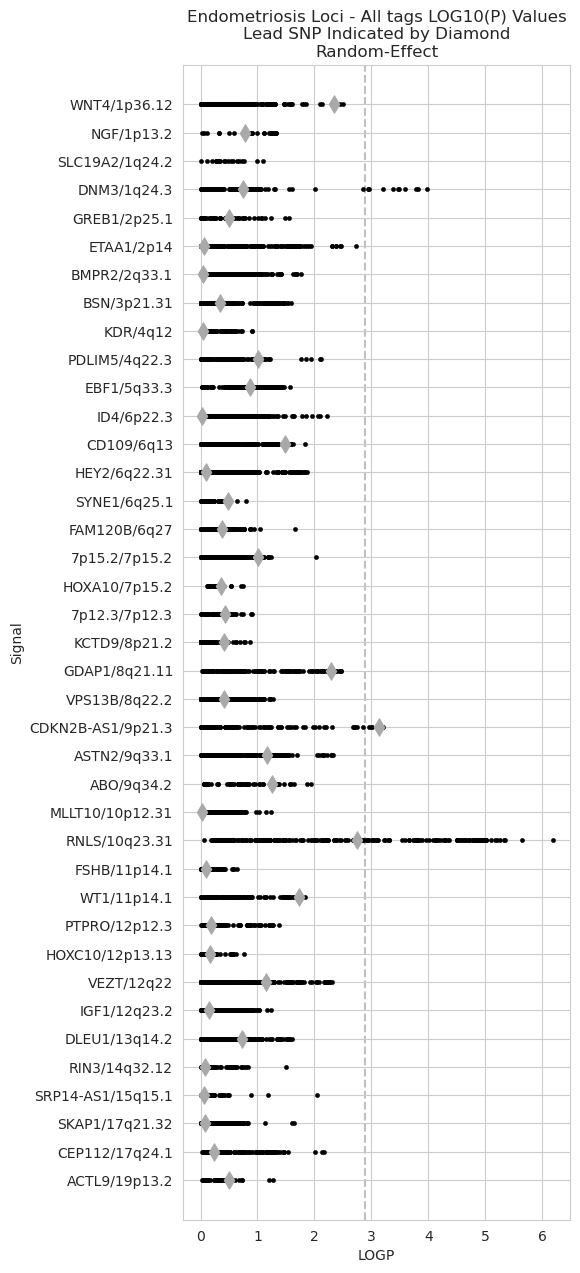 Endometriosis Loci - All tags LOG10(P) Values
Lead SNP Indicated by Diamond
Random-Effect
Signal
WNT4/1p36.12
NGF/1p13.2
SLC19A2/1q24.2
DNM3/1q24.3
GREB1/2p25.1
ETAA1/2p14
BMPR2/2q33.1
BSN/3p21.31
KDR/4q12
PDLIM5/4q22.3
EBF1/5q33.3
ID4/6p22.3
CD109/6q13
HEY2/6q22.31
SYNE1/6q25.1
FAM120B/6q27
7p15.2/7p15.2
HOXA10/7p15.2
7p12.3/7p12.3
KCTD9/8p21.2
GDAP1/8q21.11
VPS13B/8q22.2
CDKN2B-AS1/9p21.3
ASTN2/9q33.1
ABO/9q34.2
MLLT10/10p12.31
RNLS/10q23.31
FSHB/11p14.1
WT1/11p14.1
PTPRO/12p12.3
HOXC10/12p13.13
VEZT/12q22
IGF1/12q23.2
DLEU1/13q14.2
RIN3/14q32.12
SRP14-AS1/15q15.1
SKAP1/17q21.32
CEP112/17q24.1
ACTL9/19p13.2
0 1 2 3 4 5 6
LOGP